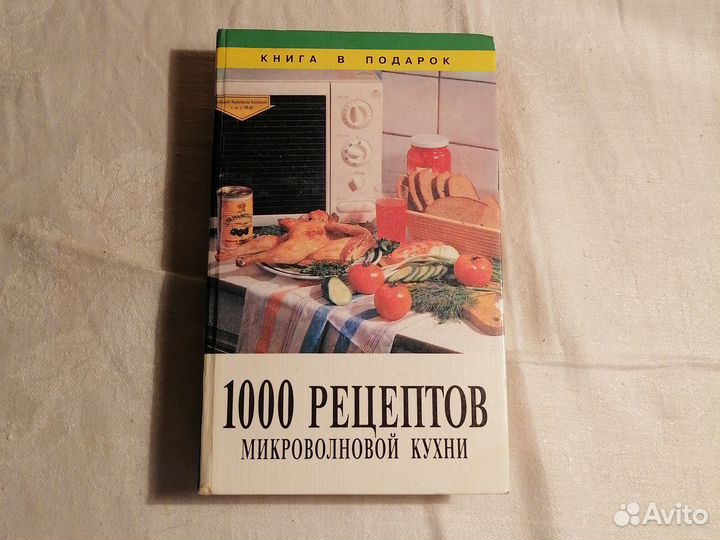 КНИГА В ПОДАРОК
1000 РЕЦЕПТОВ
МИКРОВОЛНОВОЙ КУХНИ
Avito